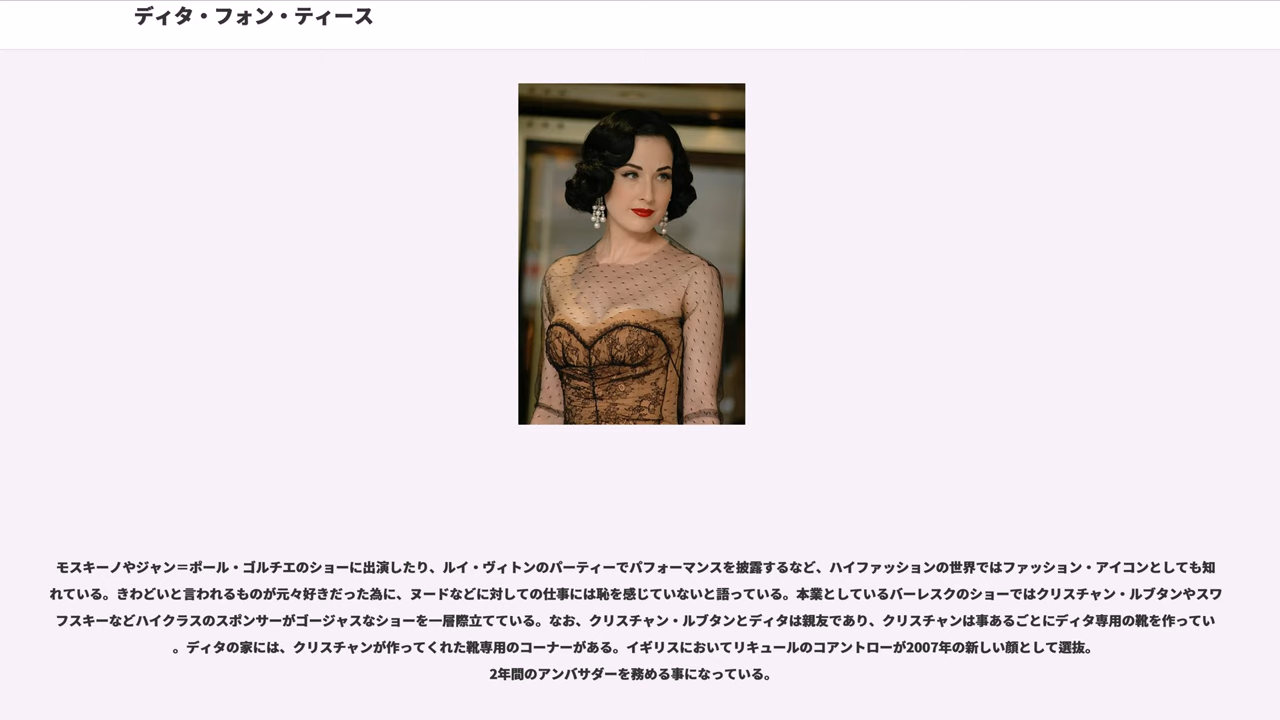 ディタ・フォン・ティース
モスキーノやジャン＝ポール・ゴルチエのショーに出演したり、ルイ・ヴィトンのパーティーでパフォーマンスを披露するなど、ハイファッションの世界ではファッション・アイコンとしても知
れている。きわどいと言われるものが元々好きだった為に、ヌードなどに対しての仕事には恥を感じていないと語っている。本業としているバーレスクのショーではクリスチャン・ルブタンやスワ
フスキーなどハイクラスのスポンサーがゴージャスなショーを一層際立てている。なお、クリスチャン・ルブタンとディタは親友であり、クリスチャンは事あるごとにディタ専用の靴を作ってい
。ディタの家には、クリスチャンが作ってくれた靴専用のコーナーがある。イギリスにおいてリキュールのコアントローが2007年の新しい顔として選抜。
2年間のアンバサダーを務める事になっている。